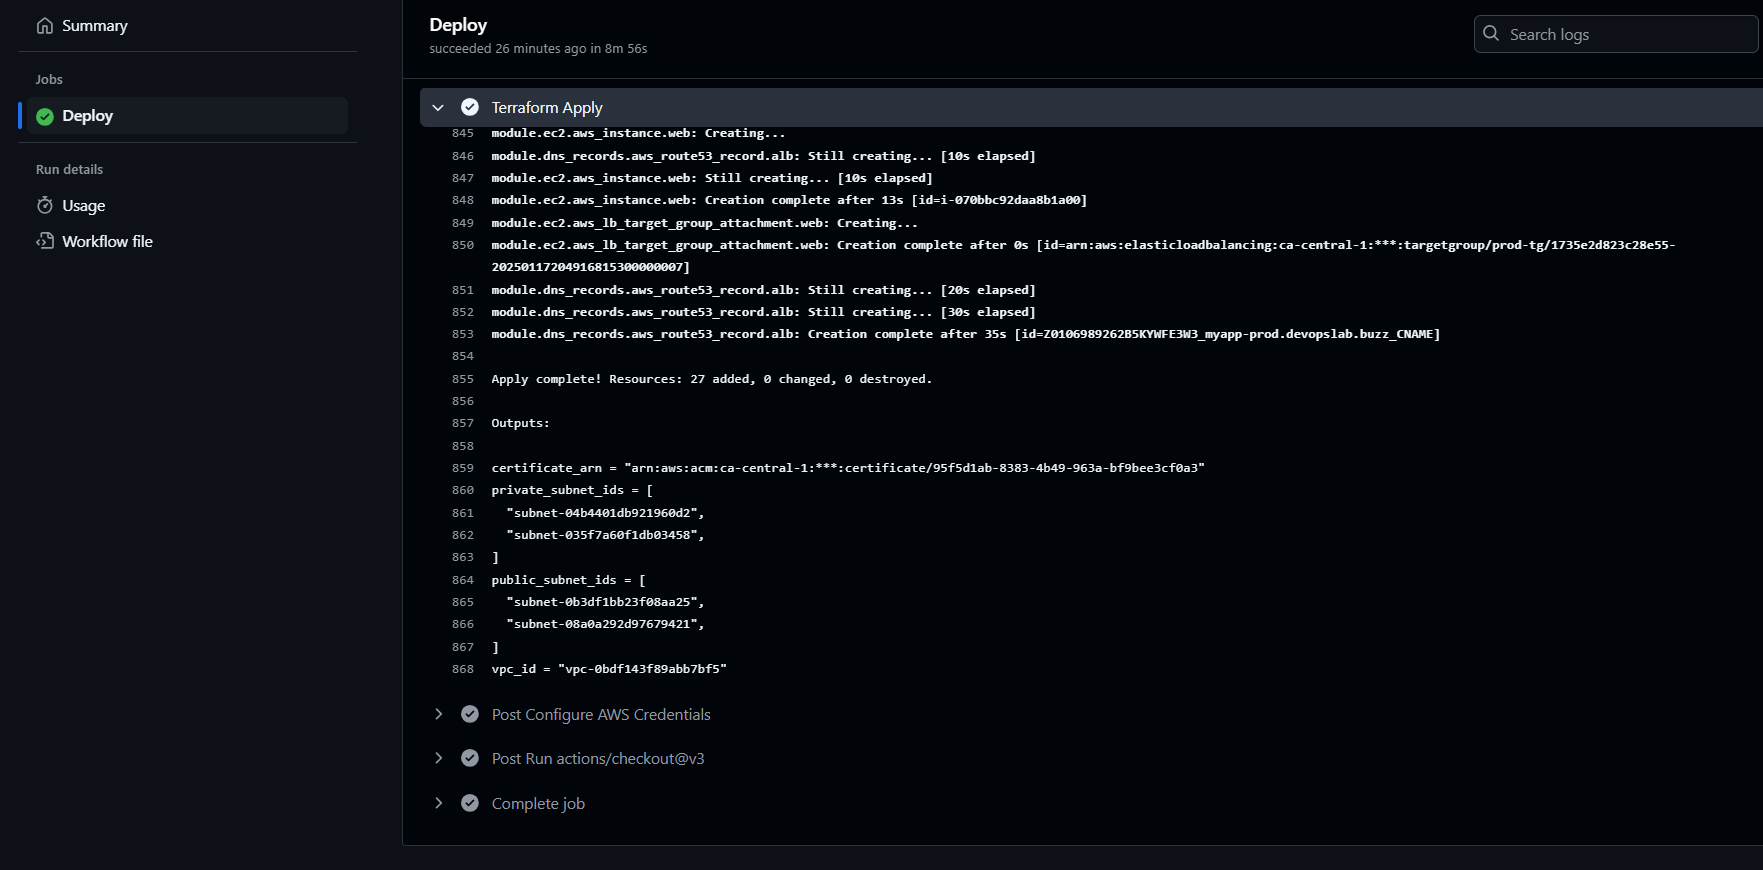 Summary
Jobs
Deploy
Run details
Usage
Workflow file
Deploy
succeeded 26 minutes ago in 8m 56s
Search logs
Terraform Apply
845 module.ec2.aws_instance.web: Creating...
846 module.dns_records.aws_route53_record.alb: Still creating... [10s elapsed]
847 module.ec2.aws_instance.web: Still creating... [10s elapsed]
848 module.ec2.aws_instance.web: Creation complete after 13s [id=i-070bbc92daa8b1a00]
849 module.ec2.aws_lb_target_group_attachment.web: Creating...
850 module.ec2.aws_lb_target_group_attachment.web: Creation complete after 0s [id=arn:aws:elasticloadbalancing:ca-central-1:***:targetgroup/prod-tg/1735e2d823c28e55-
20250117204916815300000007]
851 module.dns_records.aws_route53_record.alb: Still creating... [20s elapsed]
852 module.dns_records.aws_route53_record.alb: Still creating... [30s elapsed]
853 module.dns_records.aws_route53_record.alb: Creation complete after 35s [id=Z0106989262B5KYWFE3W3_myapp-prod.devopslab.buzz_CNAME]
854
855 Apply complete! Resources: 27 added, 0 changed, 0 destroyed.
856
857 Outputs:
858
859 certificate_arn = "arn:aws:acm:ca-central-1:***:certificate/95f5d1ab-8383-4b49-963a-bf9bee3cf0a3"
860 private_subnet_ids = [
861 "subnet-04b4401db921960d2",
862 "subnet-035f7a60f1db03458",
863 ]
864 public_subnet_ids = [
865 "subnet-0b3df1bb23f08aa25",
866 "subnet-08a0a292d97679421",
867 ]
868 vpc_id = "vpc-0bdf143f89abb7bf5"
Post Configure AWS Credentials
Post Run actions/checkout@v3
Complete job